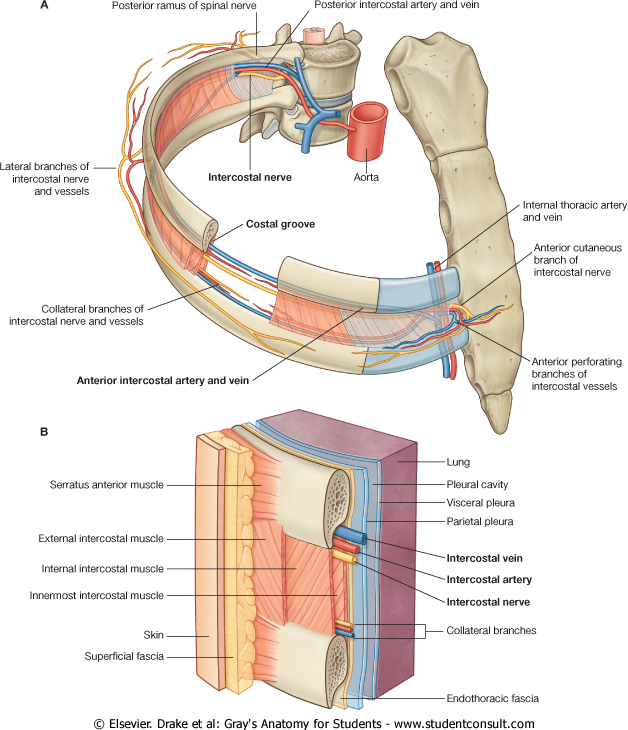 A
Posterior ramus of spinal nerve
Posterior intercostal artery and vein
Lateral branches of
intercostal nerve
and vessels
Intercostal nerve
Aorta
Costal groove
Internal thoracic artery
and vein
Anterior cutaneous
branch of
intercostal nerve
Collateral branches of
intercostal nerve and vessels
Anterior perforating
branches of
intercostal vessels
Anterior intercostal artery and vein
B
Lung
Serratus anterior muscle
Pleural cavity
Visceral pleura
Parietal pleura
External intercostal muscle
Intercostal vein
Internal intercostal muscle
Intercostal artery
Innermost intercostal muscle
Intercostal nerve
Skin
Collateral branches
Superficial fascia
Endothoracic fascia
© Elsevier. Drake et al: Gray's Anatomy for Students - www.studentconsult.com